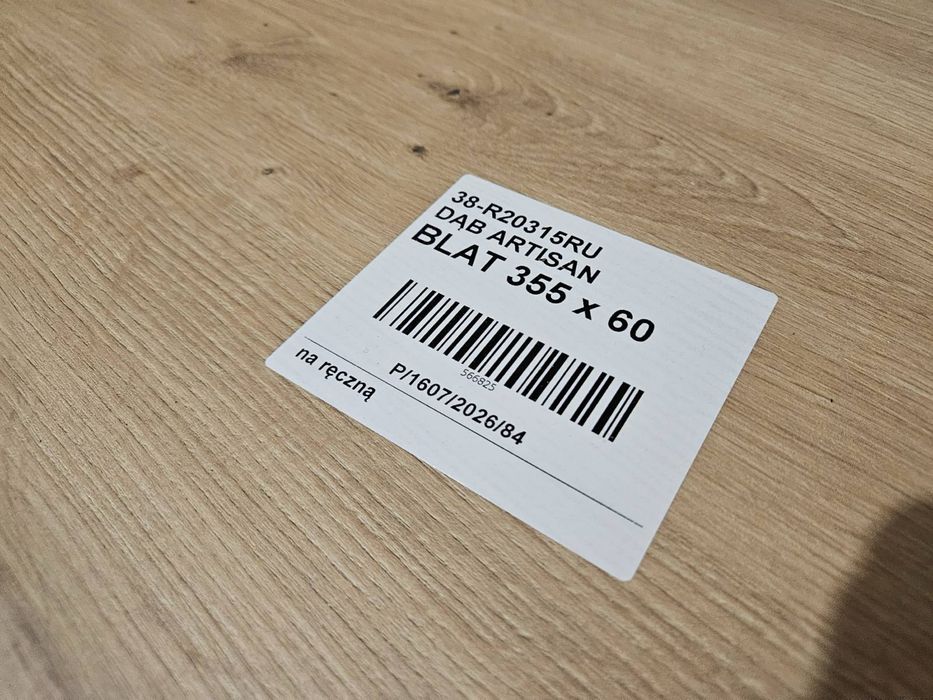 38-R20315RU
DĄB ARTISAN
BLAT 355 x 60
566825
P/1607/2026/84
na ręczną